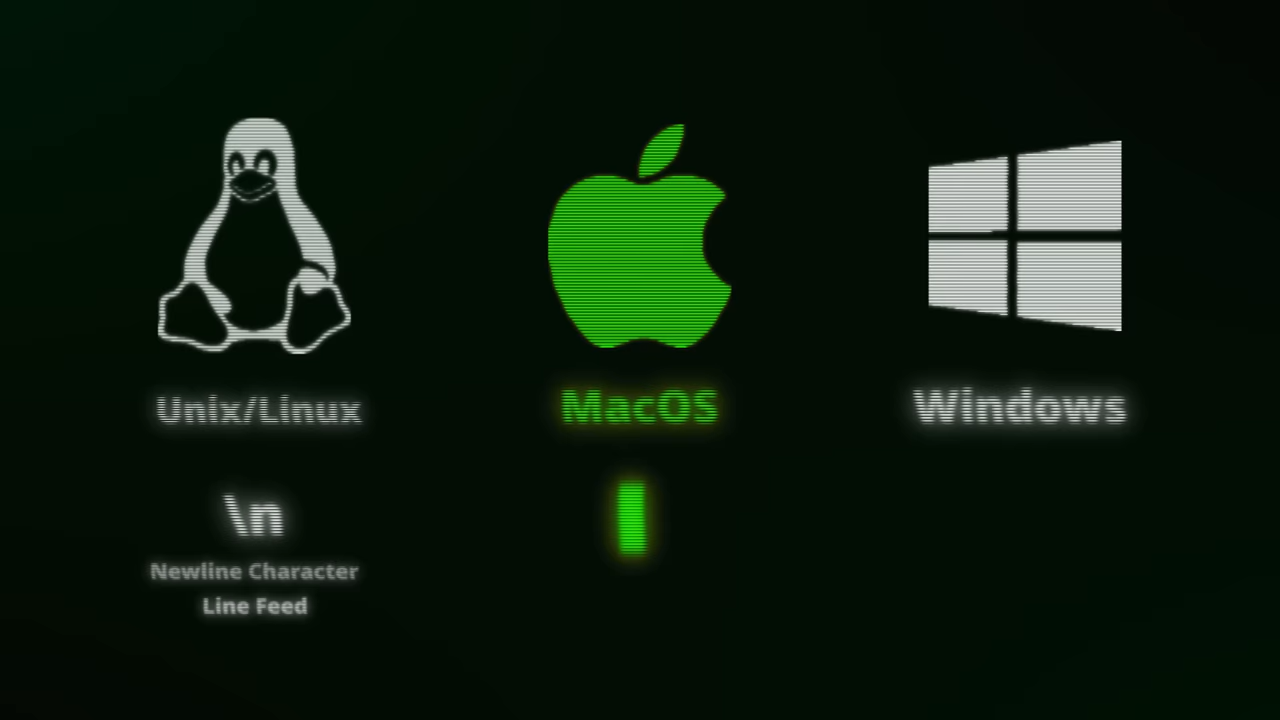 Unix/Linux
\n
Newline Character
Line Feed
MacOS
Windows